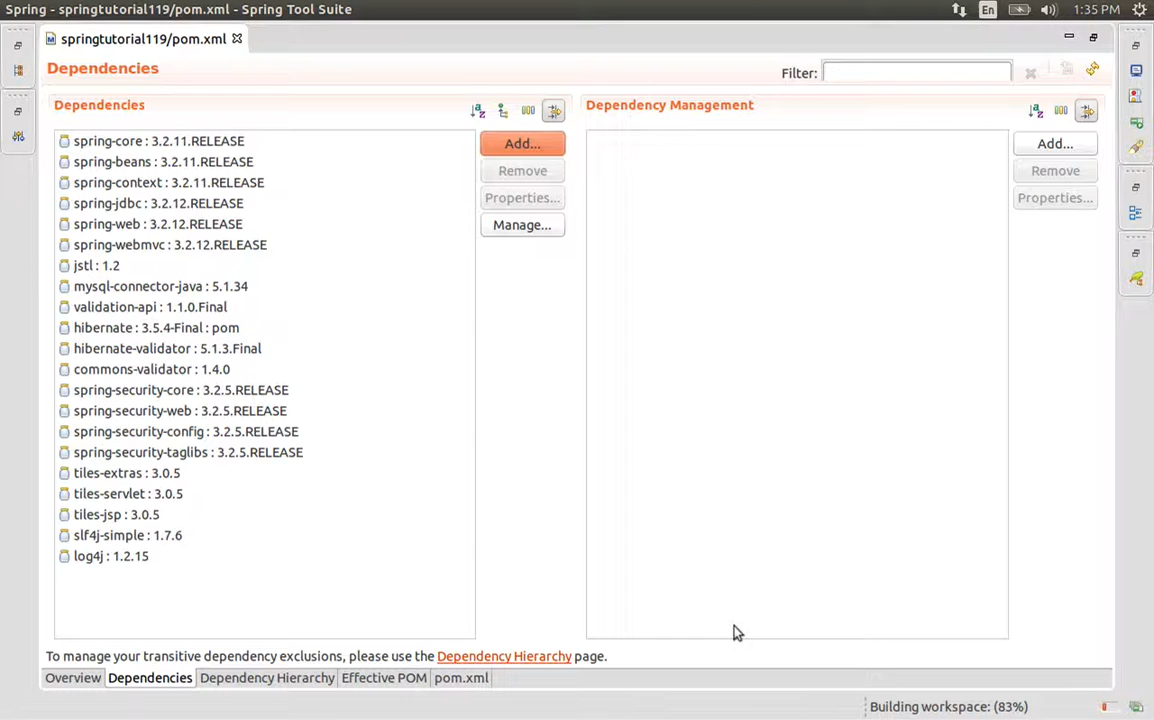 Spring - springtutorial119/pom.xml - Spring Tool Suite
En
1:35 PM
springtutorial119/pom.xml
Dependencies
Filter:
Dependencies
Dependency Management
spring-core : 3.2.11.RELEASE
spring-beans : 3.2.11.RELEASE
spring-context : 3.2.11.RELEASE
spring-jdbc : 3.2.12.RELEASE
spring-web : 3.2.12.RELEASE
spring-webmvc : 3.2.12.RELEASE
jstl : 1.2
mysql-connector-java : 5.1.34
validation-api : 1.1.0.Final
hibernate : 3.5.4-Final : pom
hibernate-validator : 5.1.3.Final
commons-validator : 1.4.0
spring-security-core : 3.2.5.RELEASE
spring-security-web : 3.2.5.RELEASE
spring-security-config : 3.2.5.RELEASE
spring-security-taglibs : 3.2.5.RELEASE
tiles-extras : 3.0.5
tiles-servlet : 3.0.5
tiles-jsp : 3.0.5
slf4j-simple : 1.7.6
log4j : 1.2.15
Add...
Remove
Properties...
Manage...
Add...
Remove
Properties...
To manage your transitive dependency exclusions, please use the Dependency Hierarchy page.
Overview Dependencies Dependency Hierarchy Effective POM pom.xml
Building workspace: (83%)